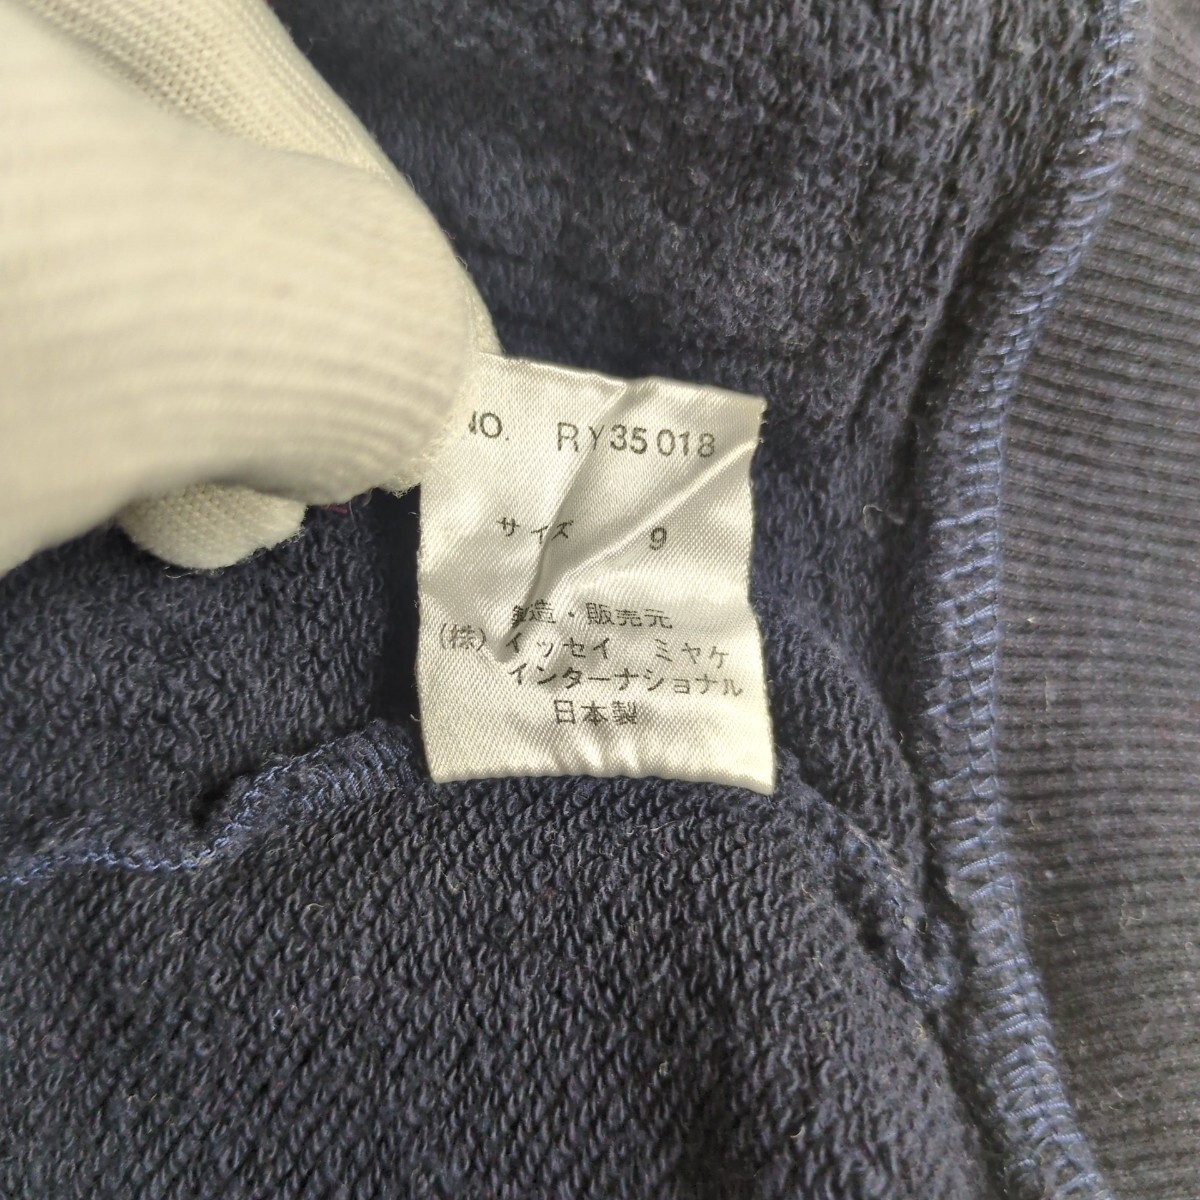 NO. RY35018
サイズ 9
製造・販売元
(株) イッセイ ミヤケ
インターナショナル
日本製